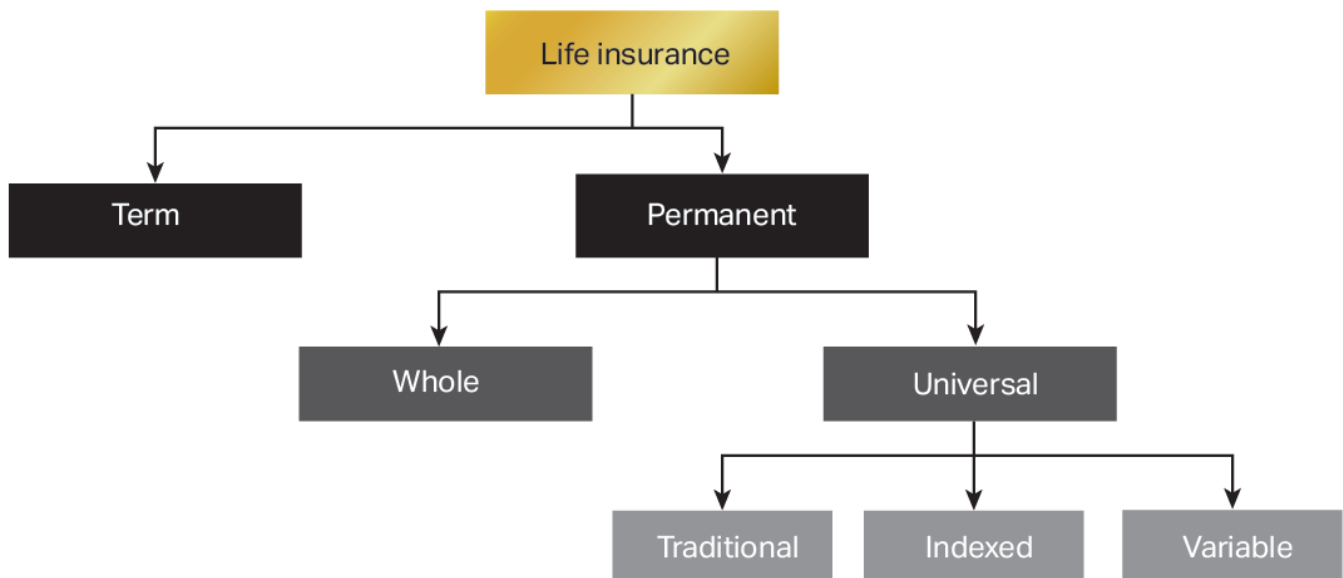 Life insurance
Term
Permanent
Whole
Universal
Traditional
Indexed
Variable